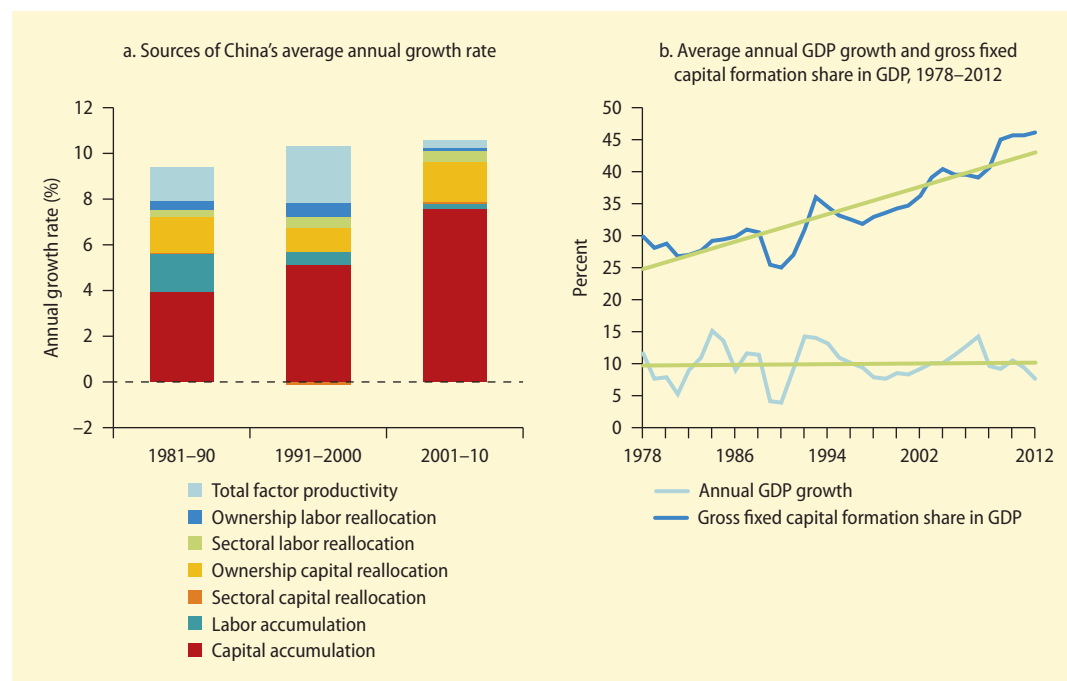 a. Sources of China's average annual growth rate
12
10
8
6
4
2
0
–2
Annual growth rate (%)
1981–90
1991–2000
2001–10
Total factor productivity
Ownership labor reallocation
Sectoral labor reallocation
Ownership capital reallocation
Sectoral capital reallocation
Labor accumulation
Capital accumulation
b. Average annual GDP growth and gross fixed
capital formation share in GDP, 1978–2012
50
45
40
35
30
25
20
15
10
5
0
Percent
1978
1986
1994
2002
2012
Annual GDP growth
Gross fixed capital formation share in GDP